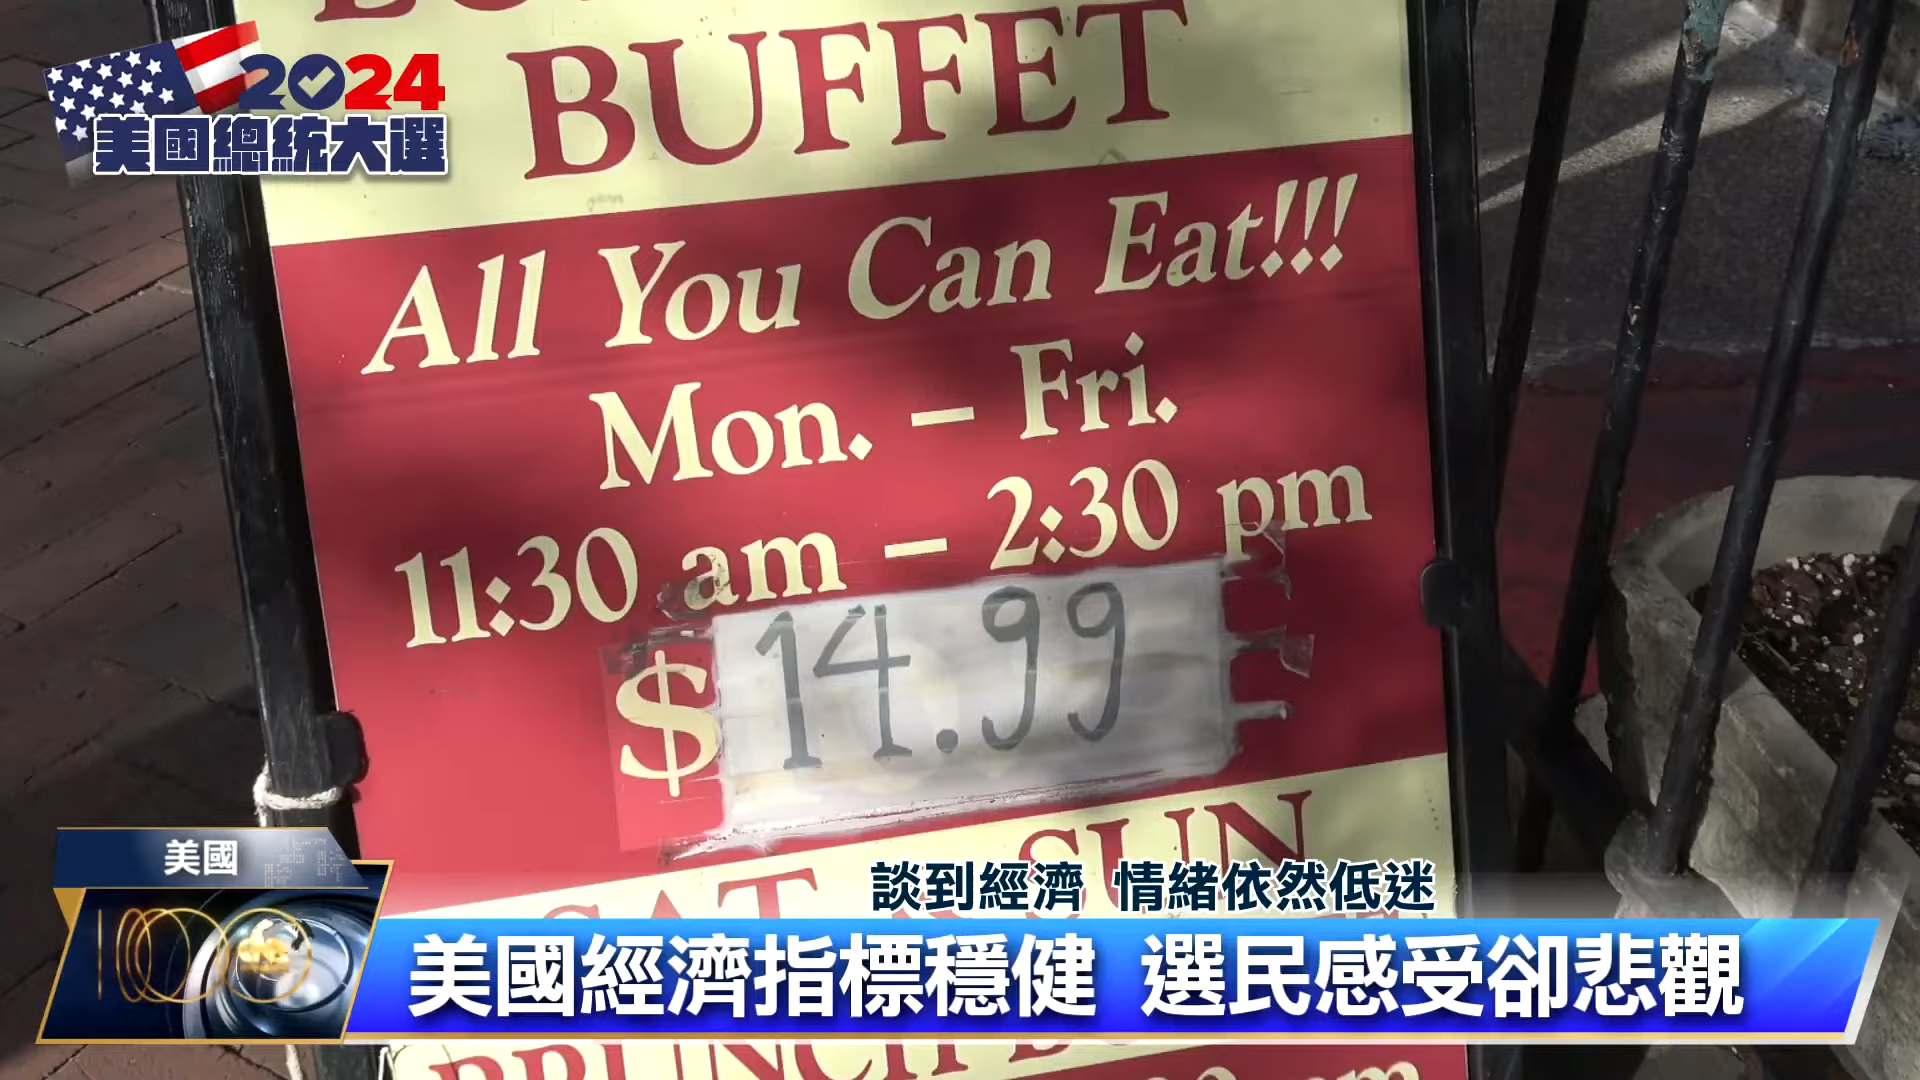 BUFFET
2024
美國總統大選
All You Can Eat!!!
Mon. – Fri.
11:30 am – 2:30 pm
$14.99
美國
談到經濟 情緒依然低迷
美國經濟指標穩健 選民感受卻悲觀